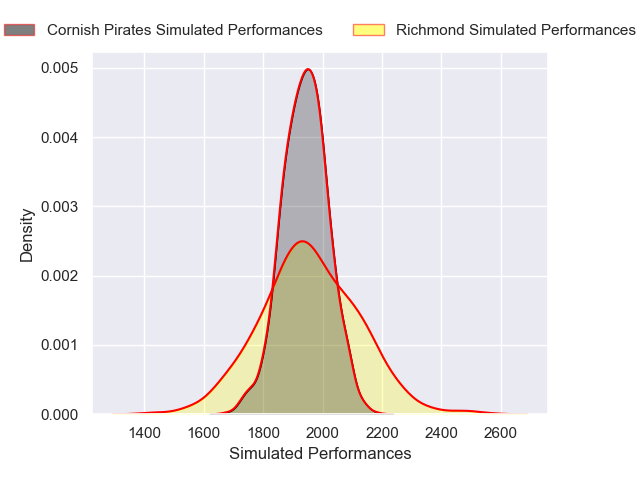 Cornish Pirates Simulated Performances Richmond Simulated Performances
0.005
0.004
0.003
0.002
0.001
0.000
Density
1400 1600 1800 2000 2200 2400 2600
Simulated Performances